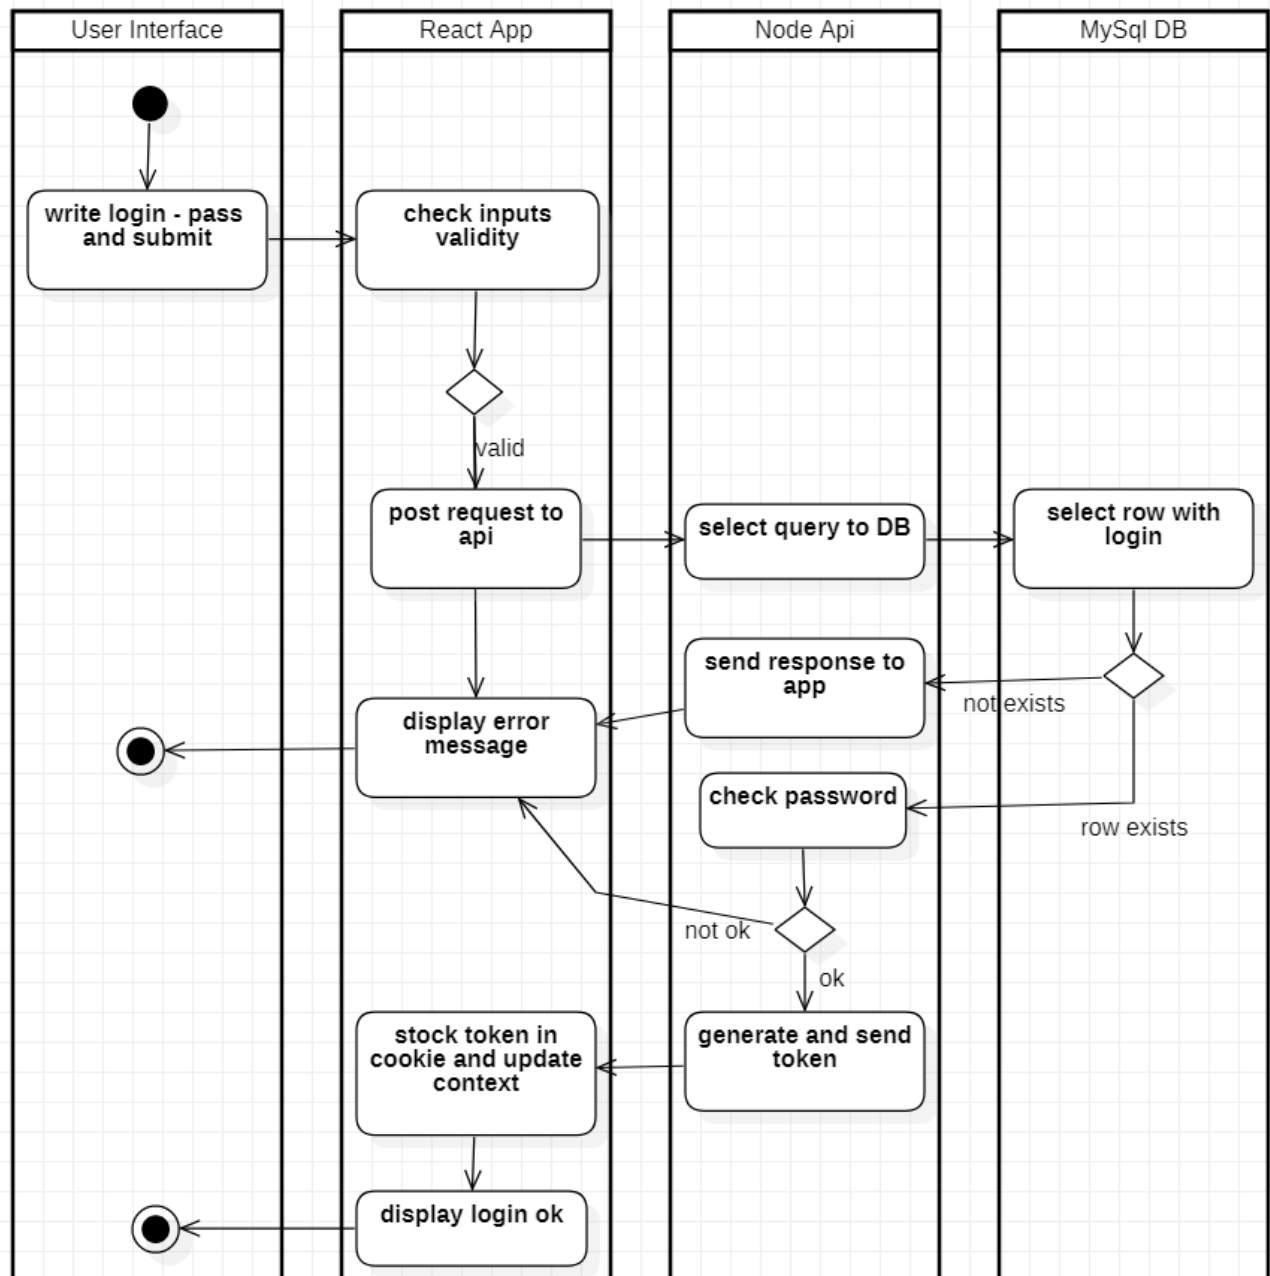 User Interface
React App
Node Api
MySql DB
write login - pass
and submit
check inputs
validity
valid
post request to
api
select query to DB
select row with
login
send response to
app
not exists
display error
message
check password
row exists
not ok
ok
stock token in
cookie and update
context
generate and send
token
display login ok